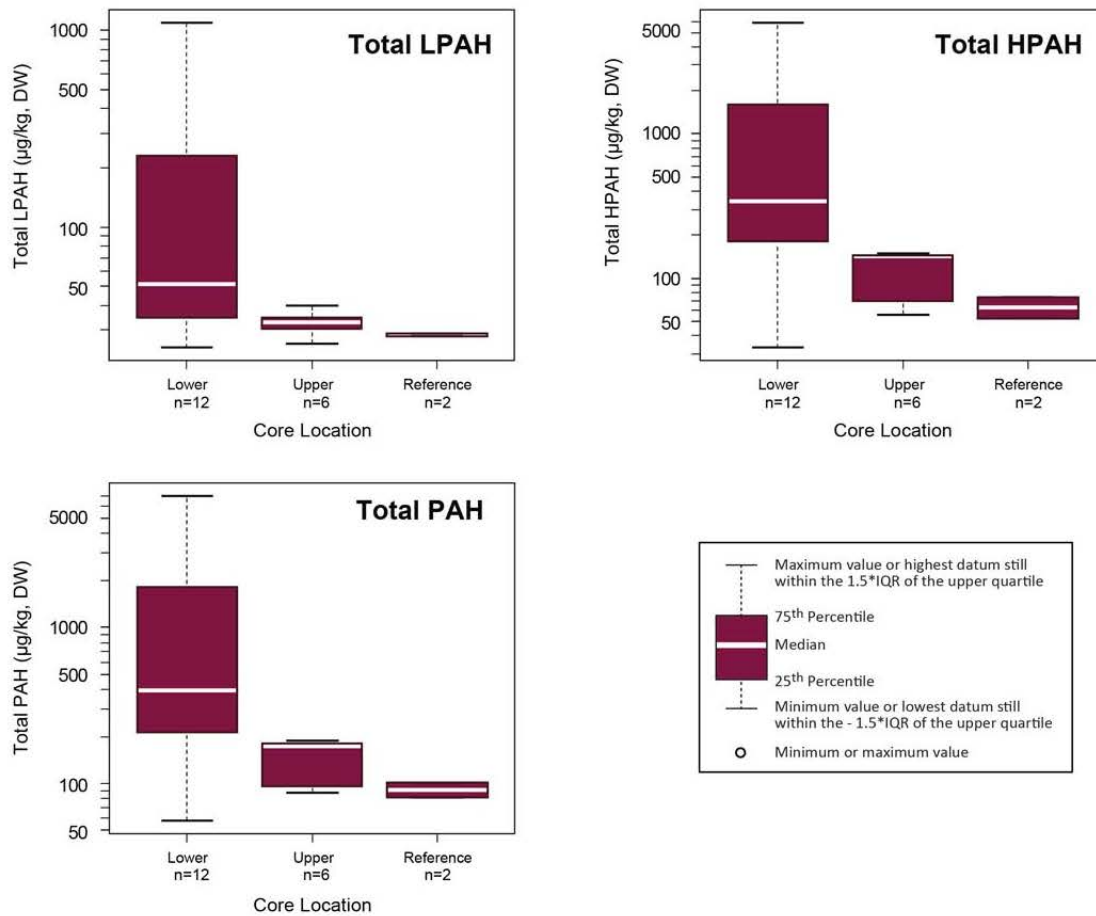 Total LPAH
Total LPAH (µg/kg, DW)
1000
500
100
50
Lower
n=12
Upper
n=6
Reference
n=2
Core Location
Total HPAH
Total HPAH (µg/kg, DW)
5000
1000
500
100
50
Lower
n=12
Upper
n=6
Reference
n=2
Core Location
Total PAH
Total PAH (µg/kg, DW)
5000
1000
500
100
50
Lower
n=12
Upper
n=6
Reference
n=2
Core Location
Maximum value or highest datum still
within the 1.5*IQR of the upper quartile
75th Percentile
Median
25th Percentile
Minimum value or lowest datum still
within the - 1.5*IQR of the upper quartile
Minimum or maximum value